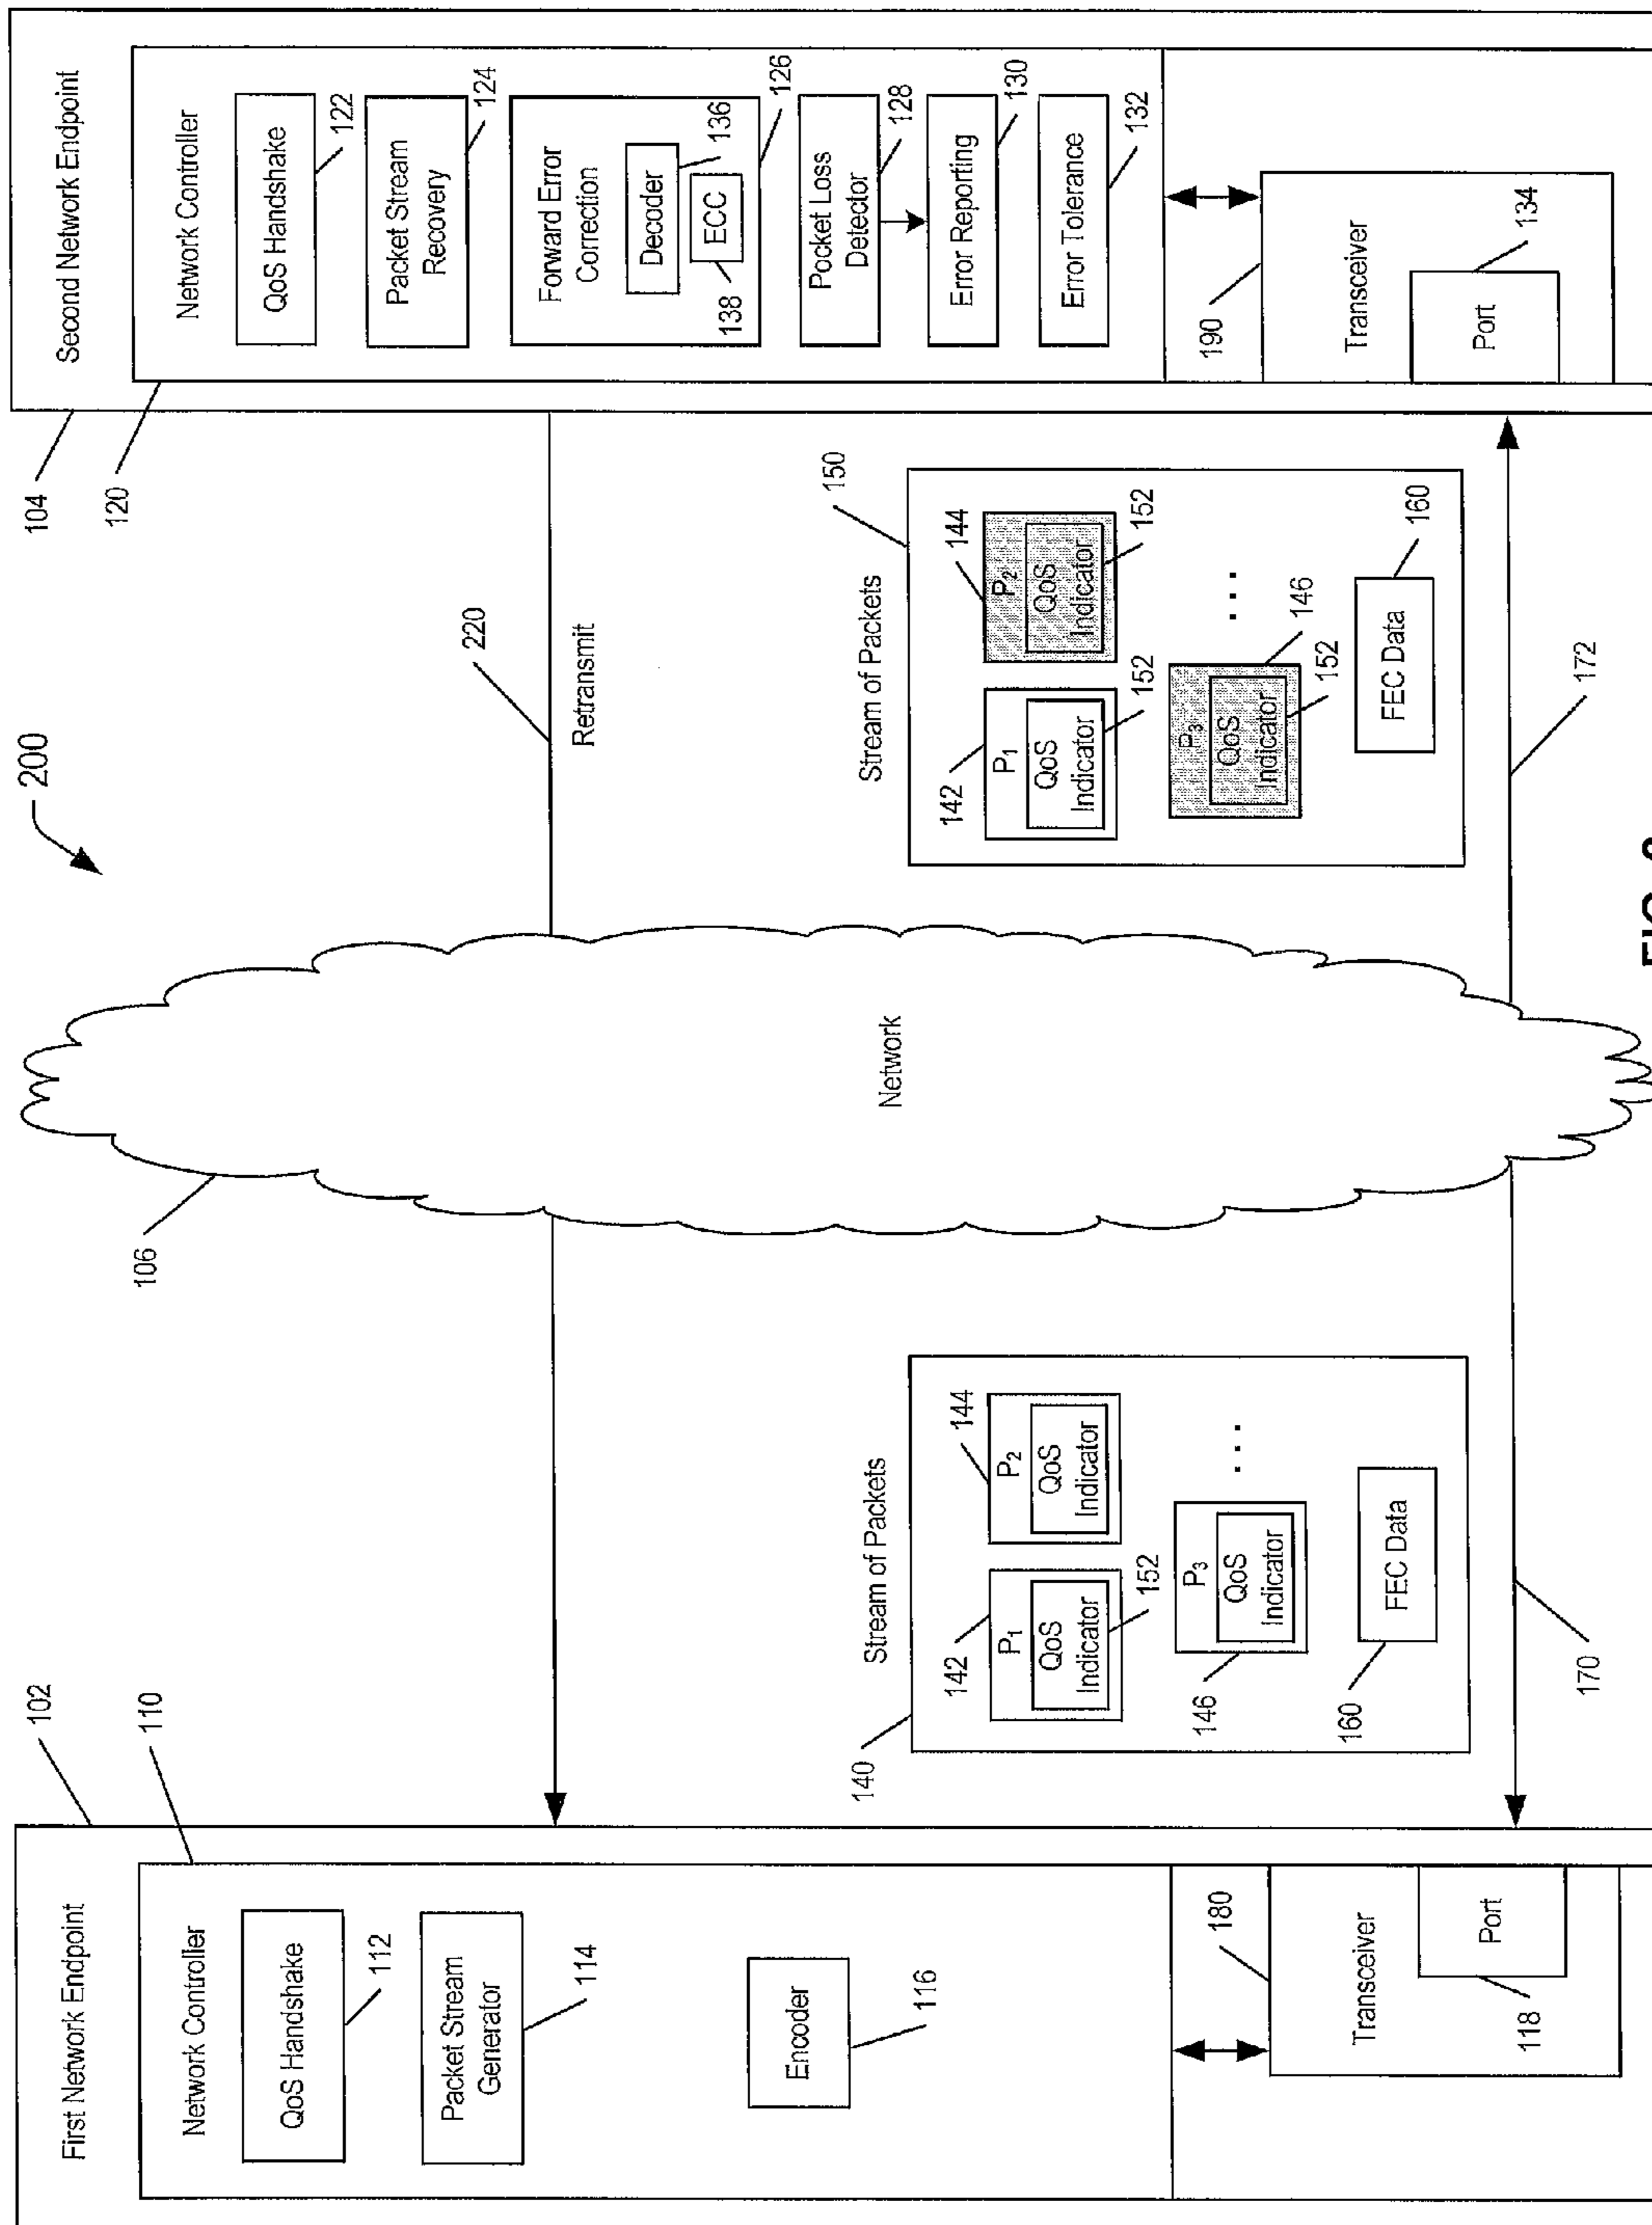 200
First Network Endpoint
102
Network Controller
110
QoS Handshake
112
Packet Stream
Generator
114
Encoder
116
180
Transceiver
Port
118
106
Network
220
Retransmit
Stream of Packets
140
142
P1
QoS
Indicator
152
144
P2
QoS
Indicator
146
P3
QoS
Indicator
...
160
FEC Data
170
Stream of Packets
150
142
P1
QoS
Indicator
152
144
P2
QoS
Indicator
152
P3
QoS
Indicator
146
152
...
FEC Data
160
172
104
Second Network Endpoint
120
Network Controller
QoS Handshake
122
Packet Stream
Recovery
124
Forward Error
Correction
Decoder
136
ECC
138
126
Pocket Loss
Detector
128
Error Reporting
130
Error Tolerance
132
190
Transceiver
Port
134